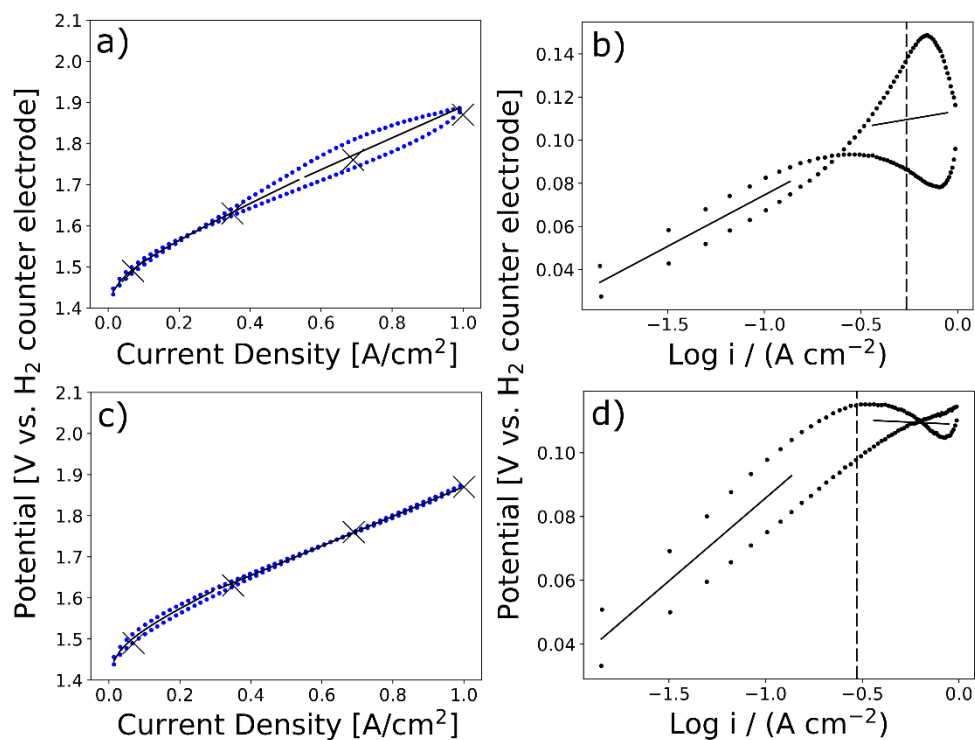 a)
2.1
2.0
1.9
1.8
1.7
1.6
1.5
1.4
0.0 0.2 0.4 0.6 0.8 1.0
Current Density [A/cm²]
b)
0.14
0.12
0.10
0.08
0.06
0.04
−1.5 −1.0 −0.5 0.0
Log i / (A cm⁻²)
Potential [V vs. H₂ counter electrode]
Potential [V vs. H₂ counter electrode]
c)
2.1
2.0
1.9
1.8
1.7
1.6
1.5
1.4
0.0 0.2 0.4 0.6 0.8 1.0
Current Density [A/cm²]
d)
0.10
0.08
0.06
0.04
−1.5 −1.0 −0.5 0.0
Log i / (A cm⁻²)